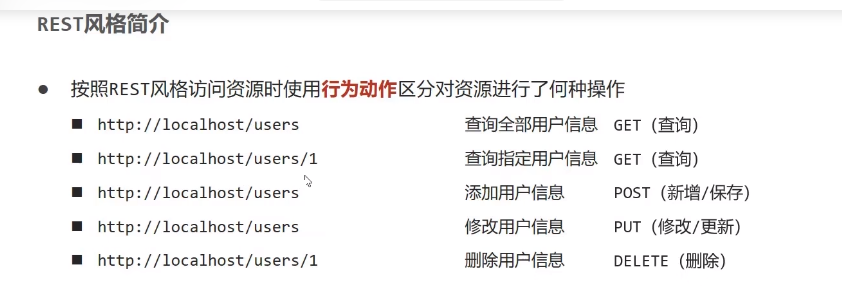 REST风格简介
● 按照REST风格访问资源时使用行为动作区分对资源进行了何种操作
■ http://localhost/users 查询全部用户信息 GET（查询）
■ http://localhost/users/1 查询指定用户信息 GET（查询）
■ http://localhost/users 添加用户信息 POST（新增/保存）
■ http://localhost/users 修改用户信息 PUT（修改/更新）
■ http://localhost/users/1 删除用户信息 DELETE（删除）